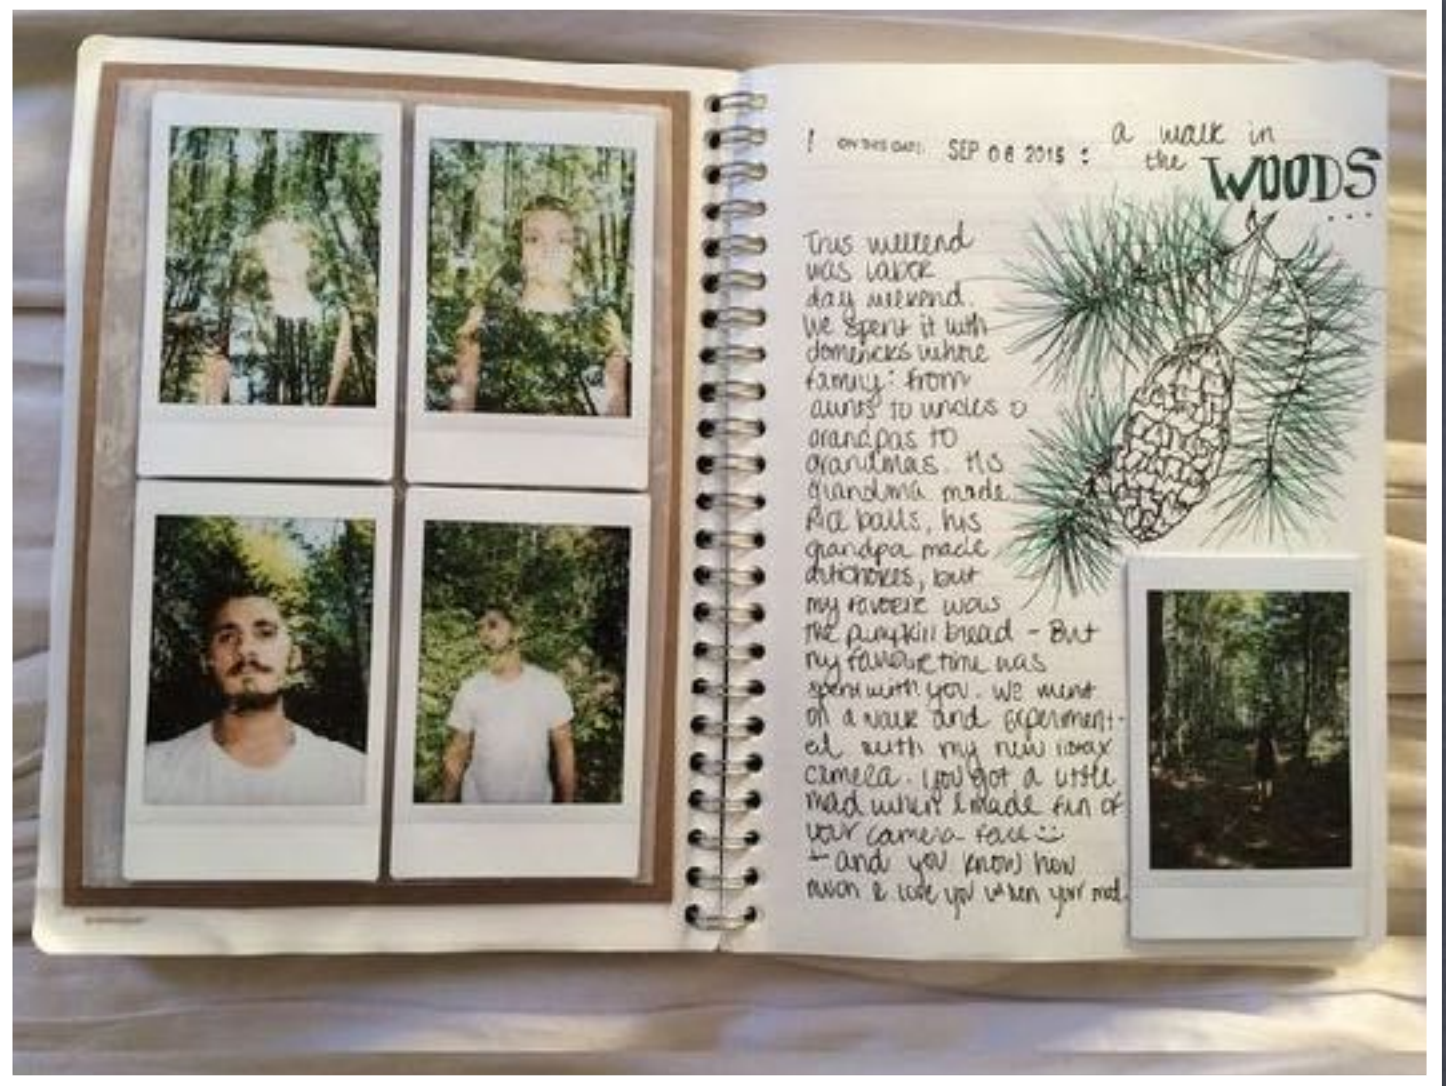 ! ON THIS DATE: SEP 06 2015 :
a walk in
the WOODS
...
This weekend
was labor
day weekend.
We spent it with
domenicks whole
family: from
aunts to uncles
grandpas to
grandmas. His
grandma made
Rice balls, his
grandpa made
artichokes, but
my favorite was
the pumpkin bread - But
my favourite time was
spent with you. We went
on a walk and experiment-
ed with my new instax
camera. you got a little
mad when I made fun of
your camera face :)
- and you know how
much I love you when your mad.